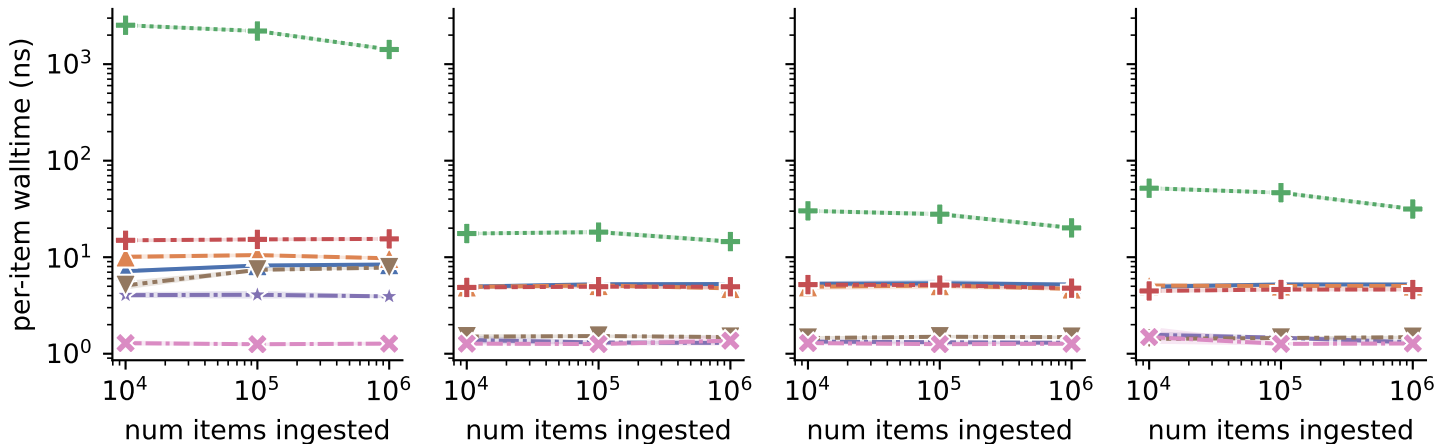 per-item walltime (ns)
10³
10²
10¹
10⁰
10⁴ 10⁵ 10⁶ 10⁴ 10⁵ 10⁶ 10⁴ 10⁵ 10⁶ 10⁴ 10⁵ 10⁶
num items ingested num items ingested num items ingested num items ingested